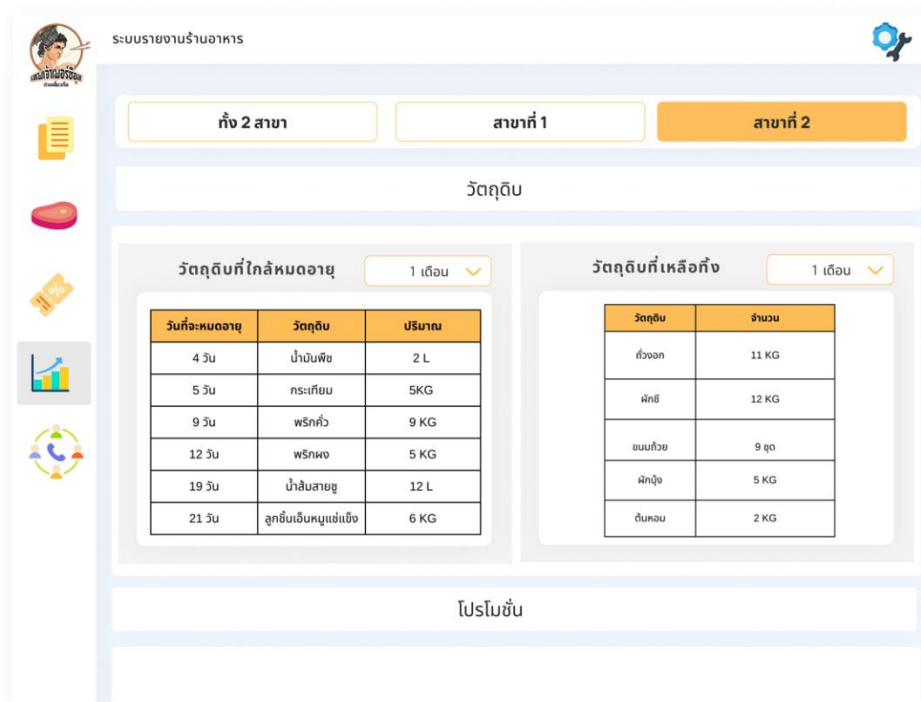 ระบบรายงานร้านอาหาร
ก๋วยเตี๋ยวเรือ
%
ทั้ง 2 สาขา
สาขาที่ 1
สาขาที่ 2
วัตถุดิบ
วัตถุดิบที่ใกล้หมดอายุ
1 เดือน
วันที่จะหมดอายุ วัตถุดิบ ปริมาณ
4 วัน น้ำมันพืช 2 L
5 วัน กระเทียม 5KG
9 วัน พริกคั่ว 9 KG
12 วัน พริกผง 5 KG
19 วัน น้ำส้มสายชู 12 L
21 วัน ลูกชิ้นเอ็นหมูแช่แข็ง 6 KG
วัตถุดิบที่เหลือทิ้ง
1 เดือน
วัตถุดิบ จำนวน
ถั่วงอก 11 KG
ผักชี 12 KG
ขนมถ้วย 9 ชุด
ผักบุ้ง 5 KG
ต้นหอม 2 KG
โปรโมชั่น